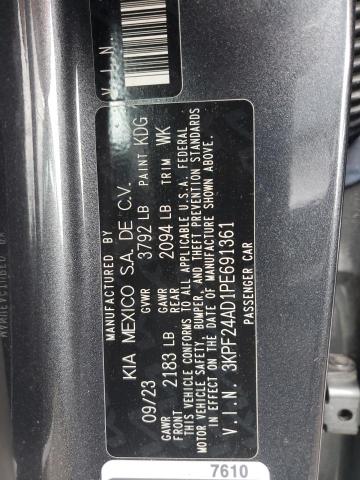 V I N
MANUFACTURED BY
KIA MEXICO S.A. DE C.V.
09/23 GVWR 3792 LB PAINT KDG
GAWR FRONT 2183 LB GAWR REAR 2094 LB TRIM WK
THIS VEHICLE CONFORMS TO ALL APPLICABLE U.S.A. FEDERAL
MOTOR VEHICLE SAFETY, BUMPER, AND THEFT PREVENTION STANDARDS
IN EFFECT ON THE DATE OF MANUFACTURE SHOWN ABOVE.
V.I.N. 3KPF24AD1PE691361
PASSENGER CAR
7610